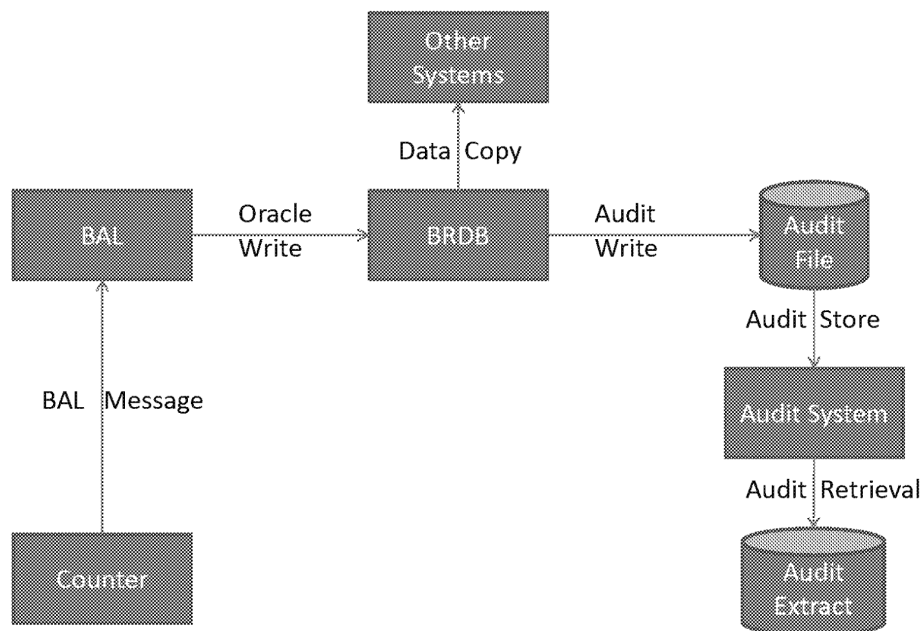 Other
Systems
Data Copy
BAL
Oracle
Write
BRDB
Audit
Write
Audit
File
Audit Store
BAL Message
Audit System
Audit Retrieval
Counter
Audit
Extract